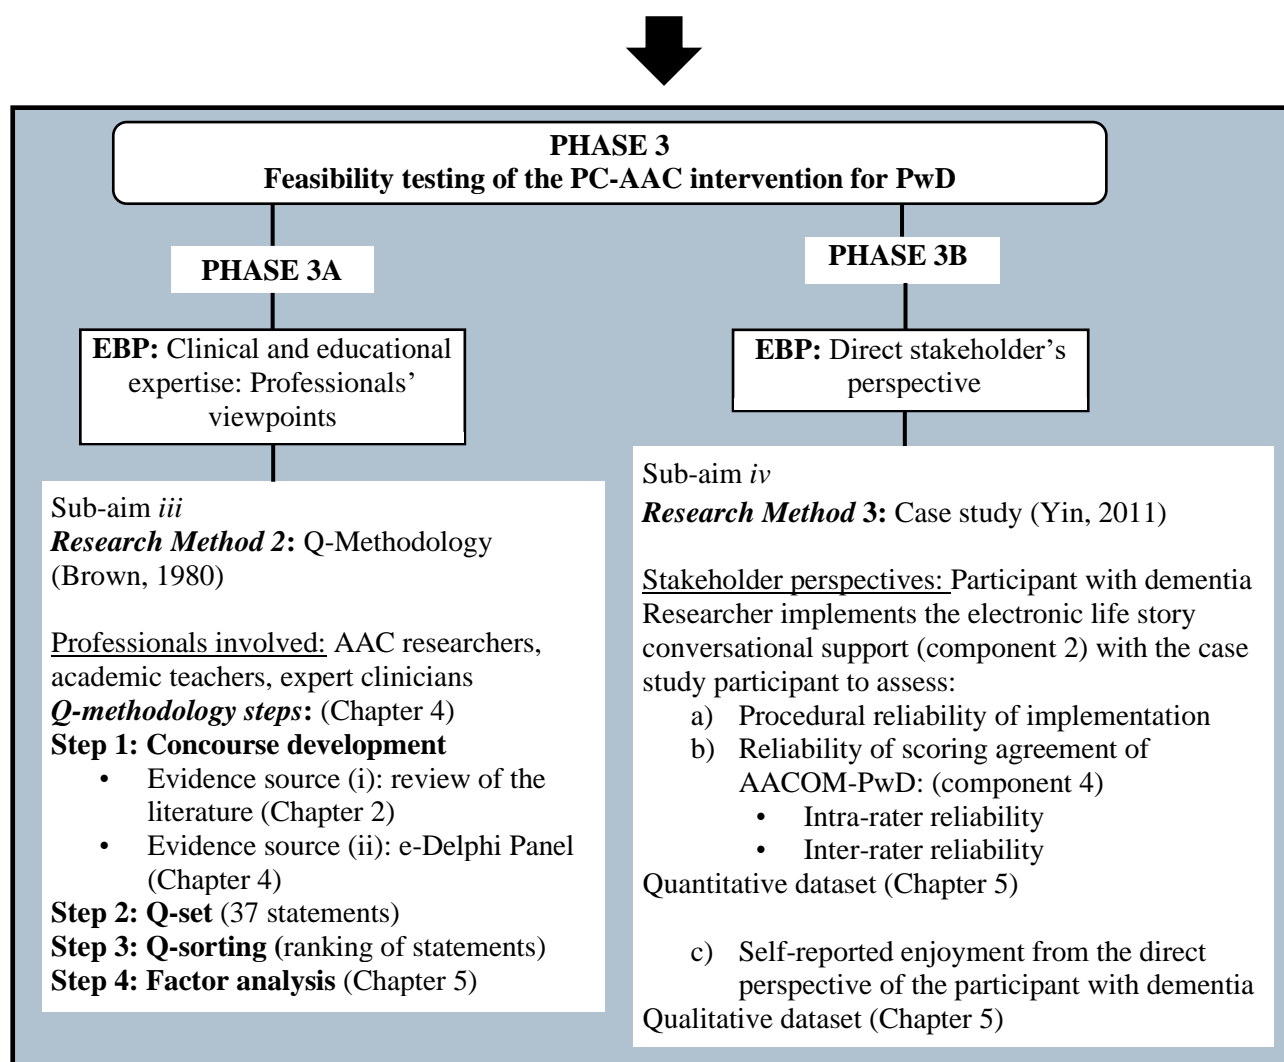 PHASE 3
Feasibility testing of the PC-AAC intervention for PwD
PHASE 3A
EBP: Clinical and educational
expertise: Professionals’
viewpoints
Sub-aim iii
Research Method 2: Q-Methodology
(Brown, 1980)
Professionals involved: AAC researchers,
academic teachers, expert clinicians
Q-methodology steps: (Chapter 4)
Step 1: Concourse development
• Evidence source (i): review of the
literature (Chapter 2)
• Evidence source (ii): e-Delphi Panel
(Chapter 4)
Step 2: Q-set (37 statements)
Step 3: Q-sorting (ranking of statements)
Step 4: Factor analysis (Chapter 5)
PHASE 3B
EBP: Direct stakeholder’s
perspective
Sub-aim iv
Research Method 3: Case study (Yin, 2011)
Stakeholder perspectives: Participant with dementia
Researcher implements the electronic life story
conversational support (component 2) with the case
study participant to assess:
a) Procedural reliability of implementation
b) Reliability of scoring agreement of
AACOM-PwD: (component 4)
• Intra-rater reliability
• Inter-rater reliability
Quantitative dataset (Chapter 5)
c) Self-reported enjoyment from the direct
perspective of the participant with dementia
Qualitative dataset (Chapter 5)